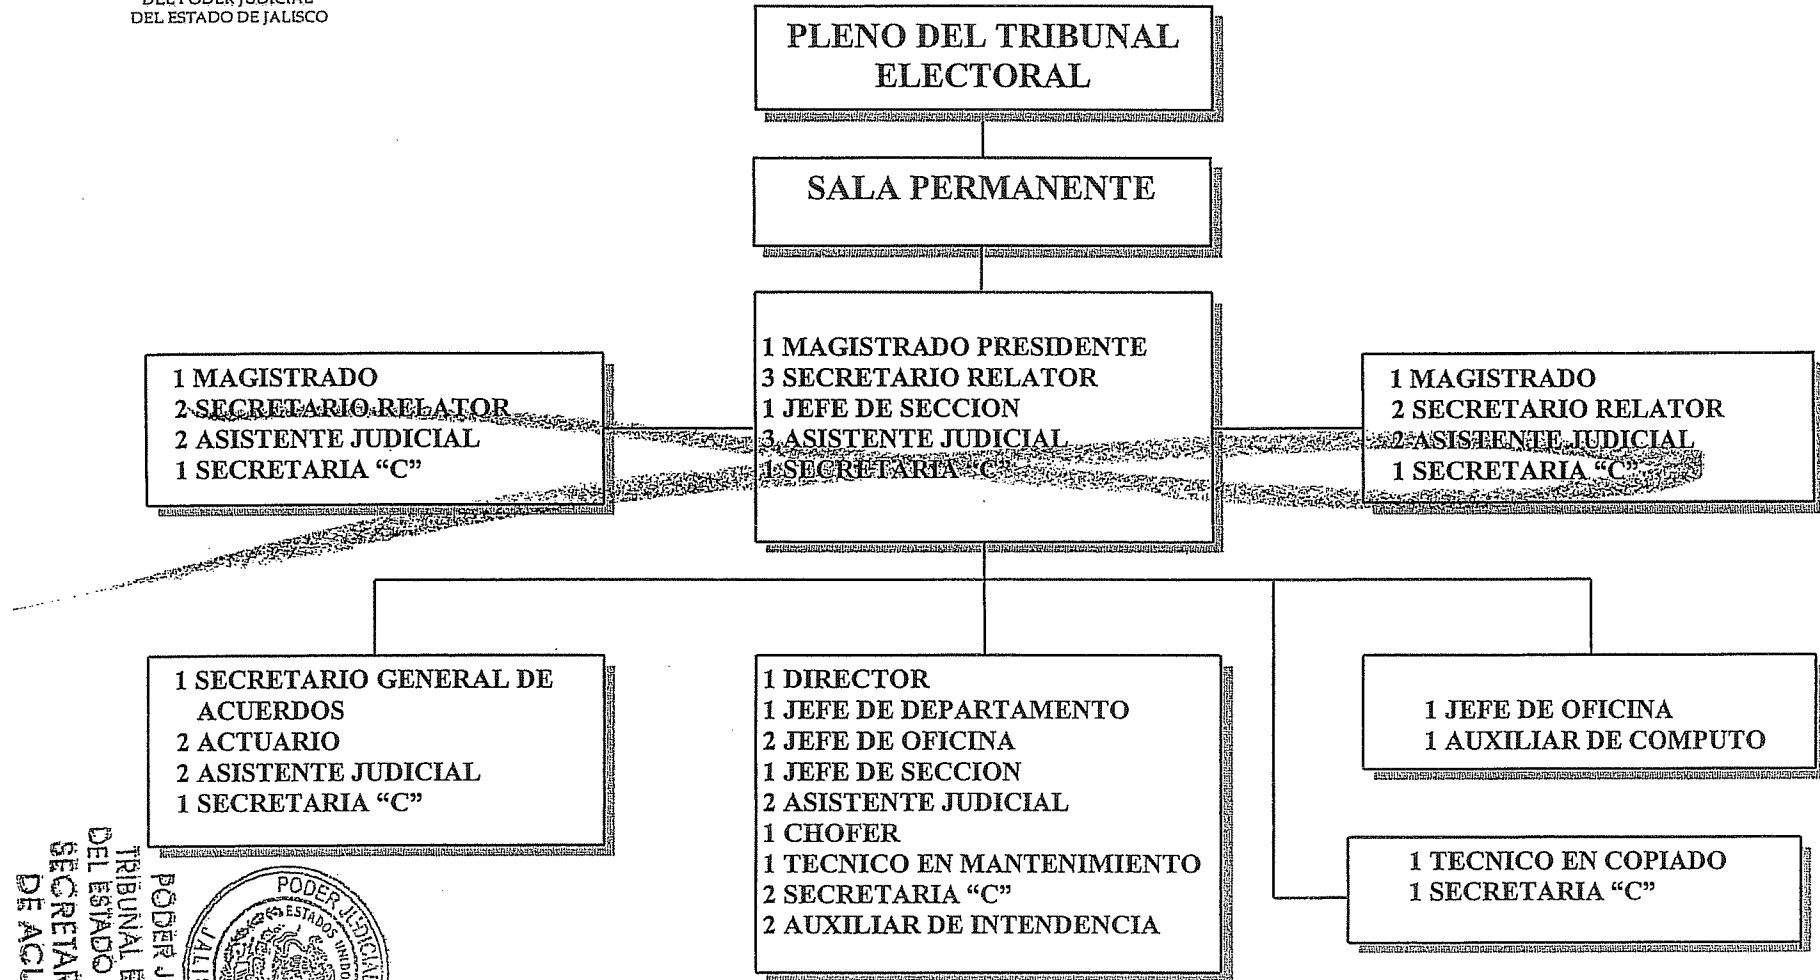 DEL PODER JUDICIAL
DEL ESTADO DE JALISCO
PLENO DEL TRIBUNAL
ELECTORAL
SALA PERMANENTE
1 MAGISTRADO
2 SECRETARIO RELATOR
2 ASISTENTE JUDICIAL
1 SECRETARIA “C”
1 MAGISTRADO PRESIDENTE
3 SECRETARIO RELATOR
1 JEFE DE SECCION
3 ASISTENTE JUDICIAL
1 SECRETARIA “C”
1 MAGISTRADO
2 SECRETARIO RELATOR
2 ASISTENTE JUDICIAL
1 SECRETARIA “C”
1 SECRETARIO GENERAL DE
ACUERDOS
2 ACTUARIO
2 ASISTENTE JUDICIAL
1 SECRETARIA “C”
1 DIRECTOR
1 JEFE DE DEPARTAMENTO
2 JEFE DE OFICINA
1 JEFE DE SECCION
2 ASISTENTE JUDICIAL
1 CHOFER
1 TECNICO EN MANTENIMIENTO
2 SECRETARIA “C”
2 AUXILIAR DE INTENDENCIA
1 JEFE DE OFICINA
1 AUXILIAR DE COMPUTO
1 TECNICO EN COPIADO
1 SECRETARIA “C”
PODER J
TRIBUNAL E
DEL ESTADO
SECRETAR
DE ACU
PODER JUDICIAL
ESTADOS UNIDO
JALIS